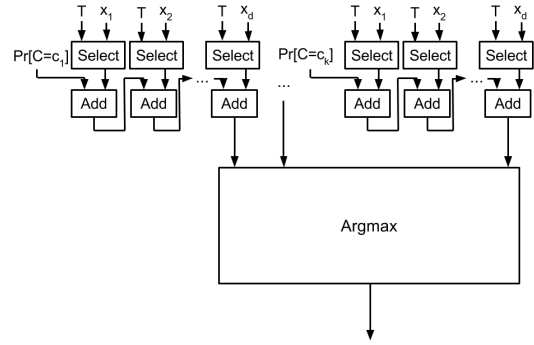 T x1 T x2 T xd T x1 T x2 T xd
Pr[C=c1] Select Select Select Pr[C=ck] Select Select Select
... ...
Add Add Add ... Add Add Add
Argmax